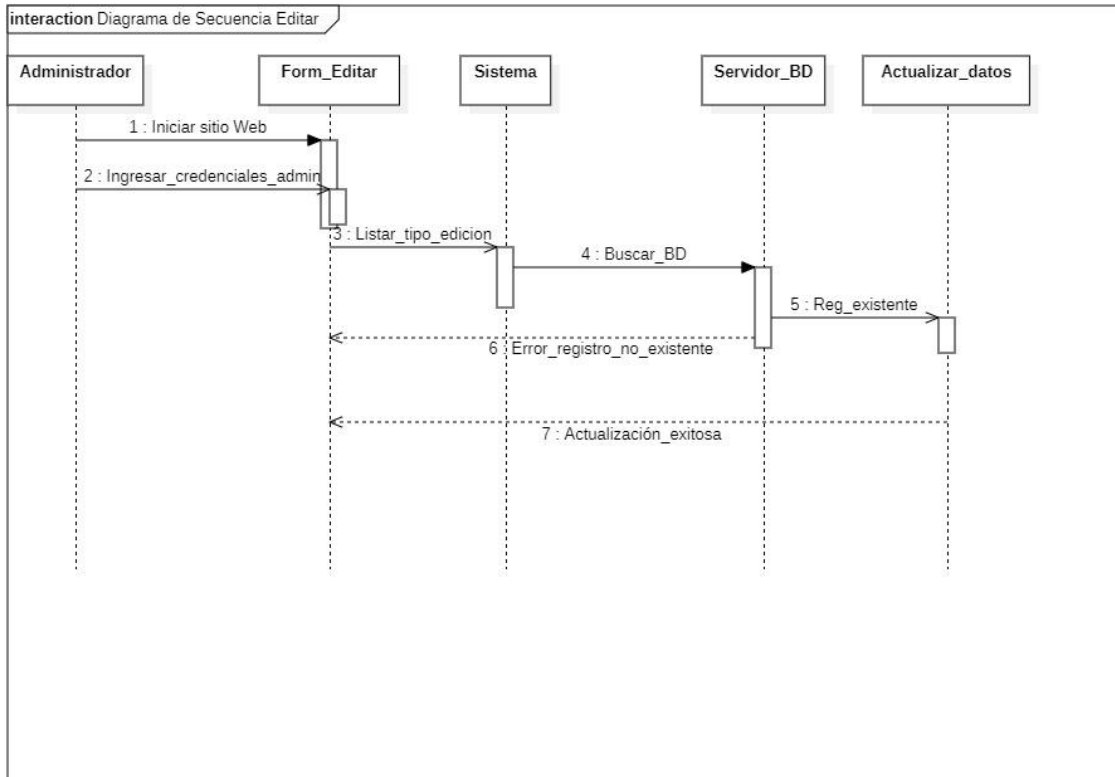 interaction Diagrama de Secuencia Editar
Administrador
Form_Editar
Sistema
Servidor_BD
Actualizar_datos
1 : Iniciar sitio Web
2 : Ingresar_credenciales_admin
3 : Listar_tipo_edicion
4 : Buscar_BD
5 : Reg_existente
6 : Error_registro_no_existente
7 : Actualización_exitosa